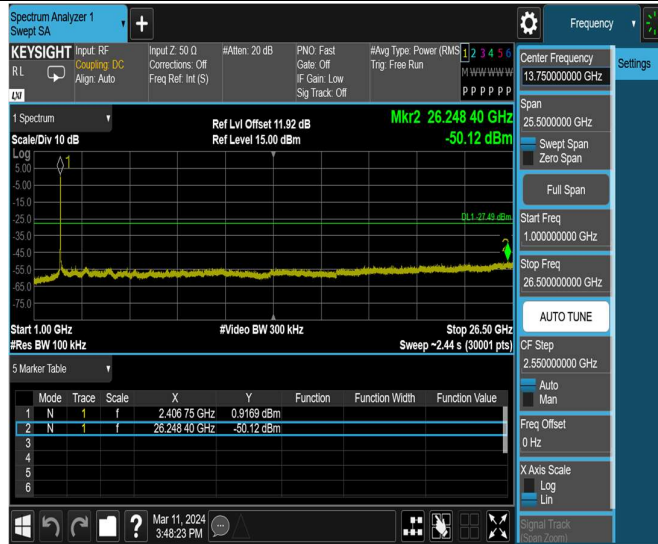 Spectrum Analyzer 1
Swept SA
+
Frequency
KEYSIGHT
RL
LXI
Input: RF
Coupling: DC
Align: Auto
Input Z: 50 Ω
Corrections: Off
Freq Ref: Int (S)
#Atten: 20 dB
PNO: Fast
Gate: Off
IF Gain: Low
Sig Track: Off
#Avg Type: Power (RMS
Trig: Free Run
1 2 3 4 5 6
M W W W W W
P P P P P P
Center Frequency
13.750000000 GHz
Settings
Span
25.5000000 GHz
Swept Span
Zero Span
Full Span
Start Freq
1.000000000 GHz
Stop Freq
26.500000000 GHz
AUTO TUNE
CF Step
2.550000000 GHz
Auto
Man
Freq Offset
0 Hz
X Axis Scale
Log
Lin
Signal Track
(Span Zoom)
1 Spectrum
Scale/Div 10 dB
Ref Lvl Offset 11.92 dB
Ref Level 15.00 dBm
Mkr2 26.248 40 GHz
-50.12 dBm
Log
5.00
-5.00
-15.0
-25.0
-35.0
-45.0
-55.0
-65.0
-75.0
1
DL1 -27.49 dBm
2
Start 1.00 GHz
#Res BW 100 kHz
#Video BW 300 kHz
Stop 26.50 GHz
Sweep ~2.44 s (30001 pts)
5 Marker Table
Mode Trace Scale X Y Function Function Width Function Value
1 N 1 f 2.406 75 GHz 0.9169 dBm
2 N 1 f 26.248 40 GHz -50.12 dBm
3
4
5
6
?
Mar 11, 2024
3:48:23 PM